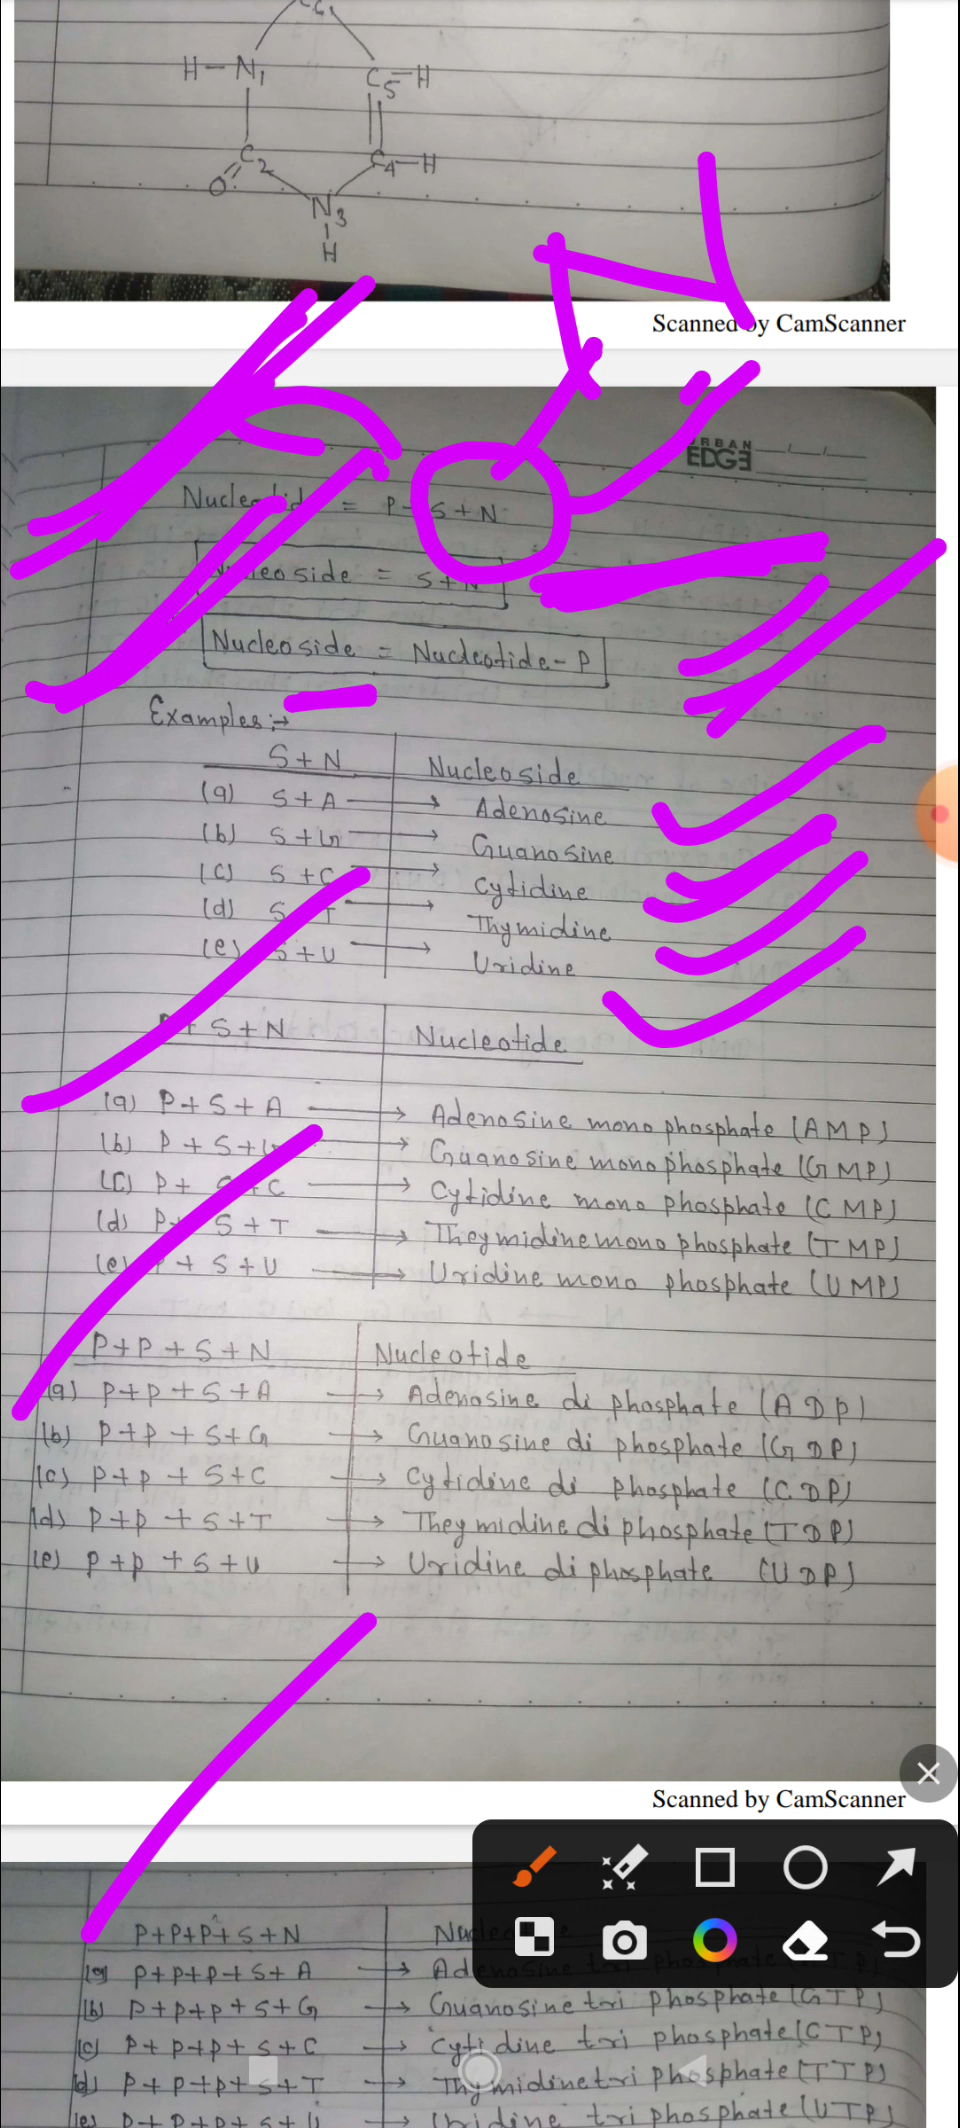 C6
H-N1 C5-H
O C2 C4-H
N3
H
Scanned by CamScanner
URBAN
EDGE
= P + S + N
= S + N
Nucleoside = Nucleotide - P
Examples:→
S+N Nucleoside
(a) S+A → Adenosine
(b) S+G → Guanosine
(c) S+C → Cytidine
(d) S T → Thymidine
(e) S+U → Uridine
P+ S+N Nucleotide
(a) P+S+A → Adenosine mono phosphate (AMP)
(b) P + S+G → Guanosine mono phosphate (GMP)
(c) P+ S+C → Cytidine mono phosphate (CMP)
(d) P+ S+T → Theymidine mono phosphate (TMP)
(e) P + S+U → Uridine mono phosphate (UMP)
P+P+S+N Nucleotide
(a) P+P+S+A → Adenosine di phosphate (ADP)
(b) P+P+S+G → Guanosine di phosphate (GDP)
(c) P+P+S+C → Cytidine di phosphate (CDP)
(d) P+P+S+T → Theymidine di phosphate (TDP)
(e) P+P+S+U → Uridine di phosphate (UDP)
Scanned by CamScanner
P+P+P+S+N
(a) P+P+P+S+A → Adenosine tri phosphate
(b) P+P+P+S+G → Guanosine tri phosphate (GTP)
(c) P+P+P+S+C → Cytidine tri phosphate (CTP)
(d) P+P+P+S+T → Thymidine tri phosphate (TTP)
(e) P+P+P+S+U → Uridine tri phosphate (UTP)